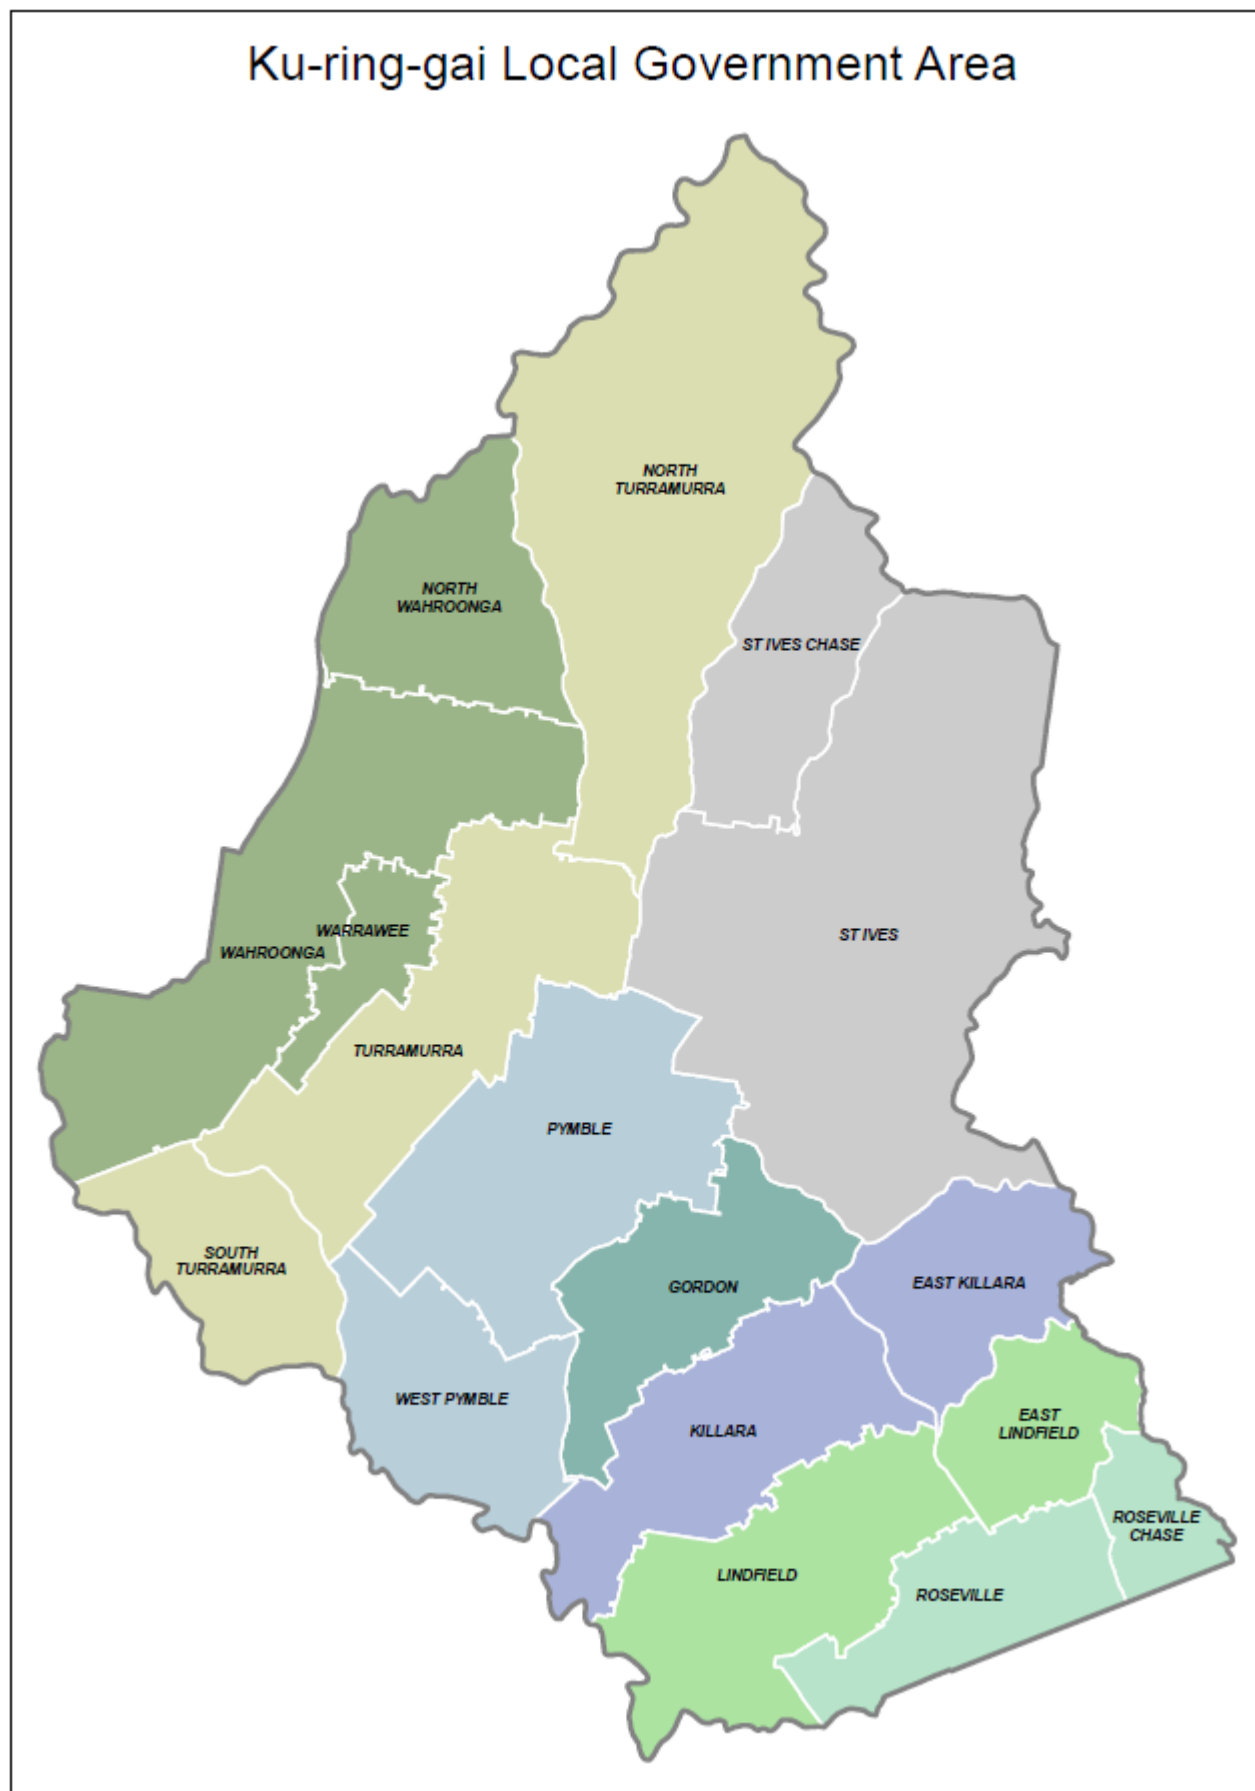 Ku-ring-gai Local Government Area
NORTH
TURRAMURRA
NORTH
WAHROONGA
ST IVES CHASE
WARRAWEE
ST IVES
WAHROONGA
TURRAMURRA
PYMBLE
SOUTH
TURRAMURRA
GORDON
EAST KILLARA
WEST PYMBLE
KILLARA
EAST
LINDFIELD
ROSEVILLE
CHASE
LINDFIELD
ROSEVILLE